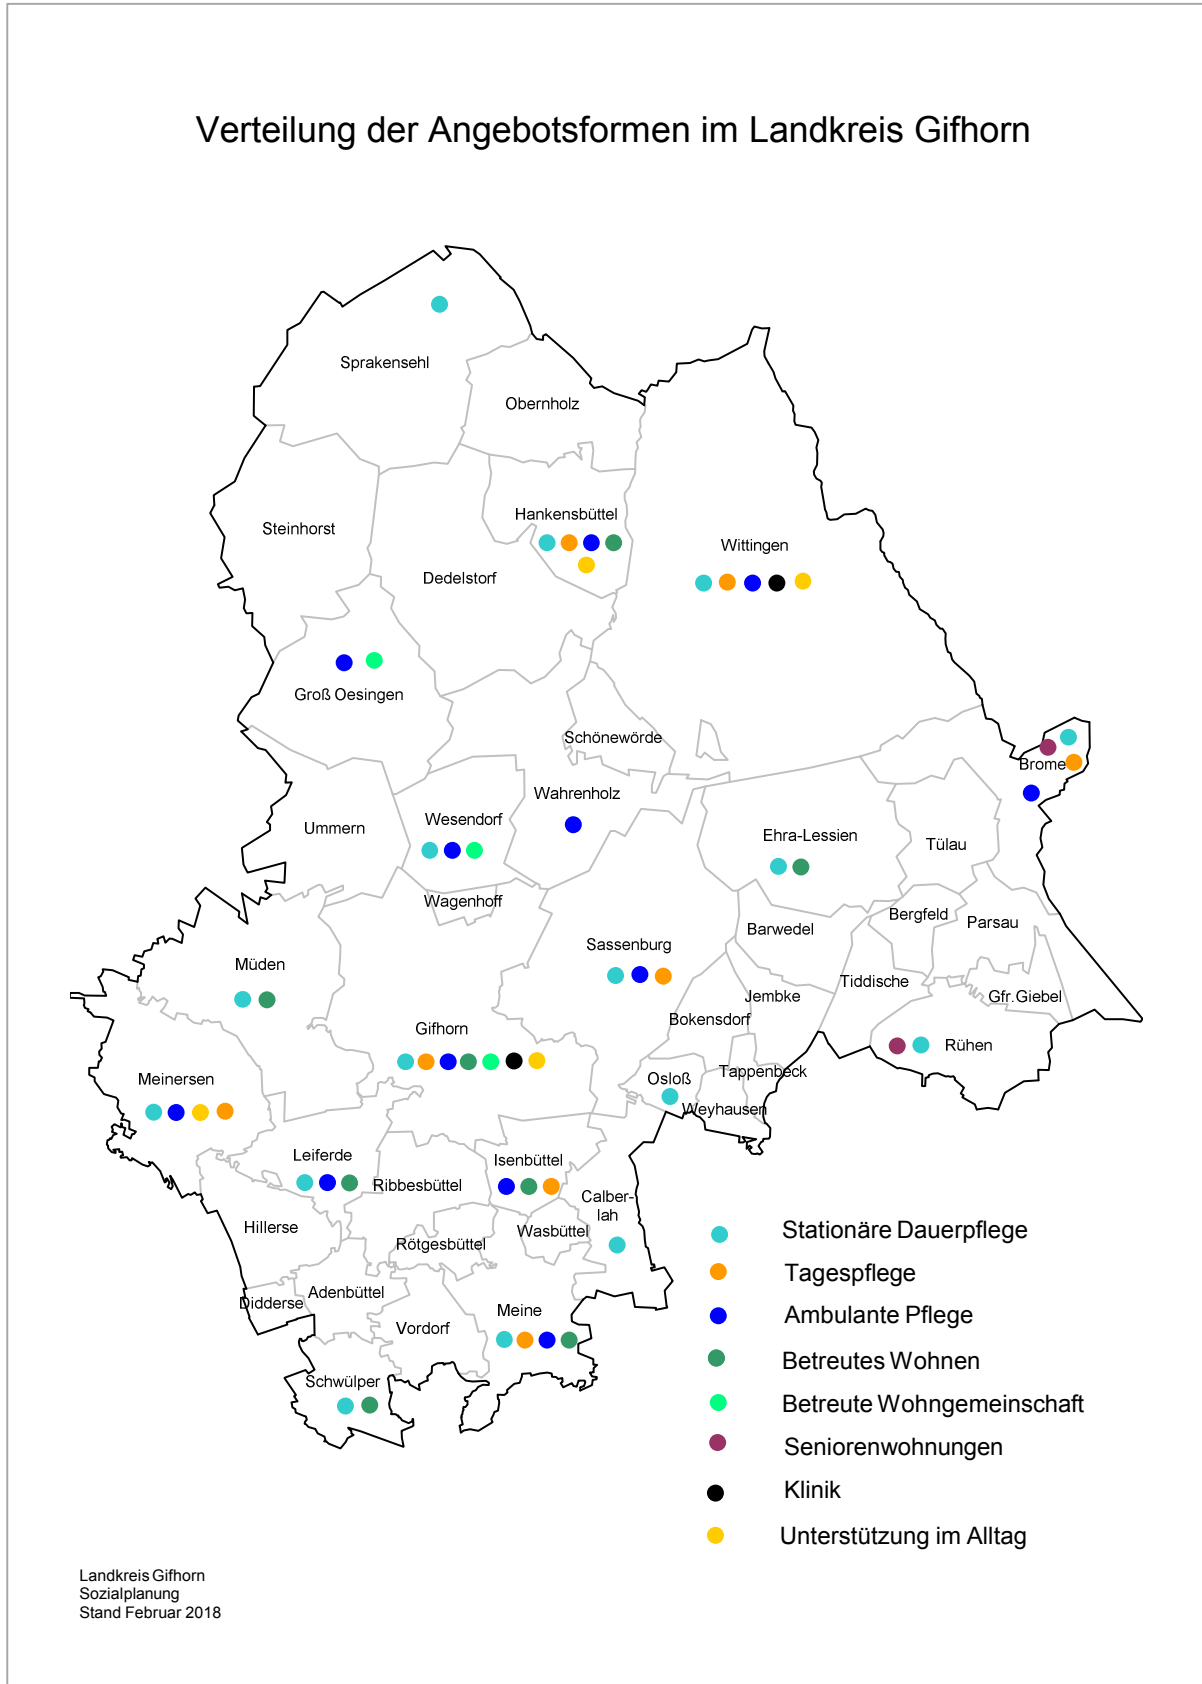 Verteilung der Angebotsformen im Landkreis Gifhorn
Sprakensehl
Obernholz
Hankensbüttel
Steinhorst
Wittingen
Dedelstorf
Groß Oesingen
Schönewörde
Brome
Wahrenholz
Wesendorf
Ummern
Ehra-Lessien
Tülau
Wagenhoff
Bergfeld
Parsau
Barwedel
Sassenburg
Müden
Tiddische
Jembke
Gfr.Giebel
Bokensdorf
Gifhorn
Rühen
Tappenbeck
Osloß
Meinersen
Weyhausen
Leiferde
Isenbüttel
Ribbesbüttel
Calber-
lah
Hillerse
Wasbüttel
Rötgesbüttel
Adenbüttel
Didderse
Meine
Vordorf
Schwülper
Stationäre Dauerpflege
Tagespflege
Ambulante Pflege
Betreutes Wohnen
Betreute Wohngemeinschaft
Seniorenwohnungen
Klinik
Unterstützung im Alltag
Landkreis Gifhorn
Sozialplanung
Stand Februar 2018